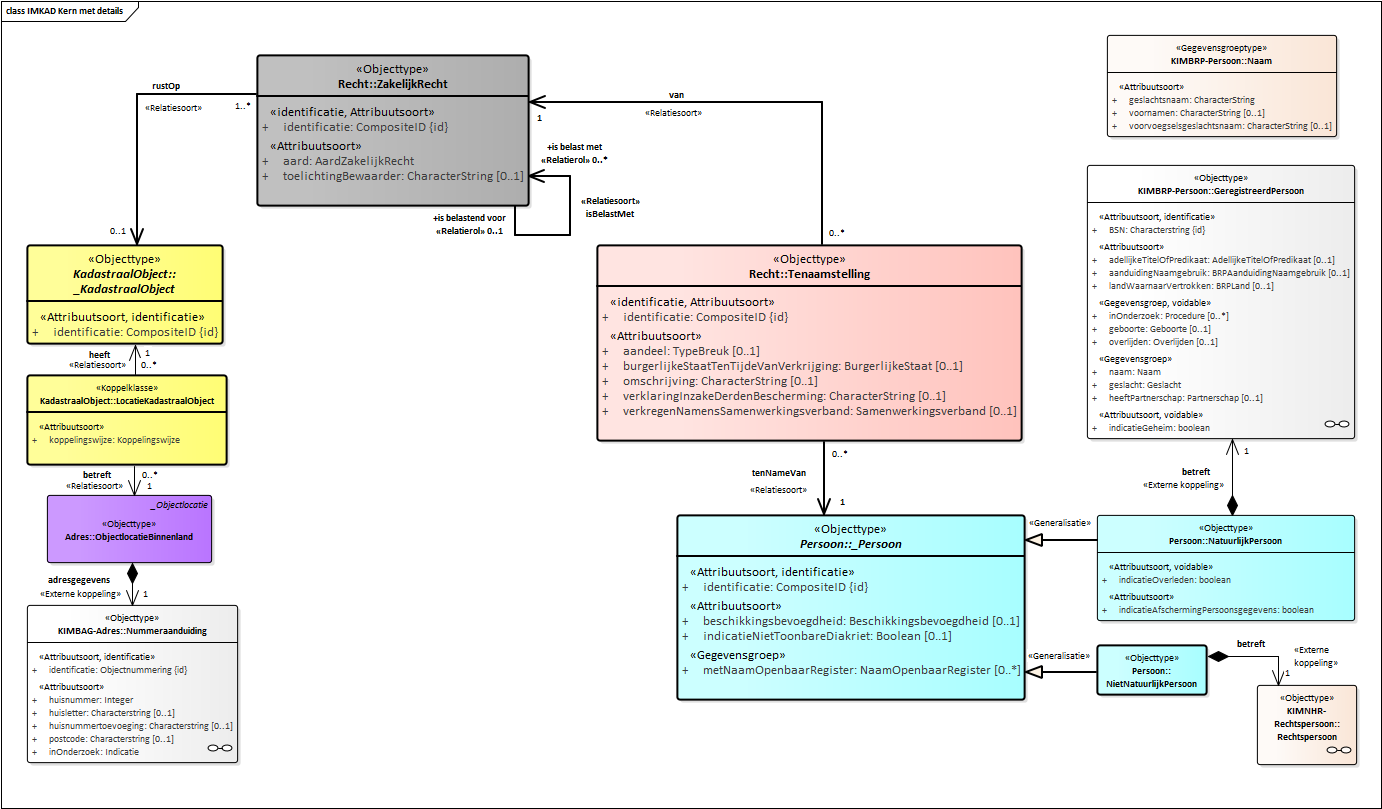 class IMKAD Kern met details
«Objecttype»
Recht::ZakelijkRecht
«identificatie, Attribuutsoort»
+ identificatie: CompositeID {id}
«Attribuutsoort»
+ aard: AardZakelijkRecht
+ toelichtingBewaarder: CharacterString [0..1]
rustOp
«Relatiesoort»
1..*
0..1
van
«Relatiesoort»
1
0..*
+is belast met
«Relatierol» 0..*
«Relatiesoort»
isBelastMet
+is belastend voor
«Relatierol» 0..1
«Gegevensgroeptype»
KIMBRP-Persoon::Naam
«Attribuutsoort»
+ geslachtsnaam: CharacterString
+ voornamen: CharacterString [0..1]
+ voorvoegselsgeslachtsnaam: CharacterString [0..1]
«Objecttype»
KIMBRP-Persoon::GeregistreerdPersoon
«Attribuutsoort, identificatie»
+ BSN: Characterstring {id}
«Attribuutsoort»
+ adellijkeTitelOfPredikaat: AdellijkeTitelOfPredikaat [0..1]
+ aanduidingNaamgebruik: BRPAanduidingNaamgebruik [0..1]
+ landWaarnaarVertrokken: BRPLand [0..1]
«Gegevensgroep, voidable»
+ inOnderzoek: Procedure [0..*]
+ geboorte: Geboorte [0..1]
+ overlijden: Overlijden [0..1]
«Gegevensgroep»
+ naam: Naam
+ geslacht: Geslacht
+ heeftPartnerschap: Partnerschap [0..1]
«Attribuutsoort, voidable»
+ indicatieGeheim: boolean
«Objecttype»
KadastraalObject::
_KadastraalObject
«Attribuutsoort, identificatie»
+ identificatie: CompositeID {id}
heeft
«Relatiesoort»
1
0..*
«Koppelklasse»
KadastraalObject::LocatieKadastraalObject
«Attribuutsoort»
+ koppelingswijze: Koppelingswijze
betreft
«Relatiesoort»
0..*
1
_Objectlocatie
«Objecttype»
Adres::ObjectlocatieBinnenland
adresgegevens
«Externe koppeling»
1
«Objecttype»
KIMBAG-Adres::Nummeraanduiding
«Attribuutsoort, identificatie»
+ identificatie: Objectnummering {id}
«Attribuutsoort»
+ huisnummer: Integer
+ huisletter: Characterstring [0..1]
+ huisnummertoevoeging: Characterstring [0..1]
+ postcode: Characterstring [0..1]
+ inOnderzoek: Indicatie
«Objecttype»
Recht::Tenaamstelling
«identificatie, Attribuutsoort»
+ identificatie: CompositeID {id}
«Attribuutsoort»
+ aandeel: TypeBreuk [0..1]
+ burgerlijkeStaatTenTijdeVanVerkrijging: BurgerlijkeStaat [0..1]
+ omschrijving: CharacterString [0..1]
+ verklaringInzakeDerdenBescherming: CharacterString [0..1]
+ verkregenNamensSamenwerkingsverband: Samenwerkingsverband [0..1]
tenNameVan
«Relatiesoort»
0..*
1
«Objecttype»
Persoon::_Persoon
«Attribuutsoort, identificatie»
+ identificatie: CompositeID {id}
«Attribuutsoort»
+ beschikkingsbevoegdheid: Beschikkingsbevoegdheid [0..1]
+ indicatieNietToonbareDiakriet: Boolean [0..1]
«Gegevensgroep»
+ metNaamOpenbaarRegister: NaamOpenbaarRegister [0..*]
«Generalisatie»
betreft
«Externe koppeling»
1
«Objecttype»
Persoon::NatuurlijkPersoon
«Attribuutsoort, voidable»
+ indicatieOverleden: boolean
«Attribuutsoort»
+ indicatieAfschermingPersoonsgegevens: boolean
«Generalisatie»
«Objecttype»
Persoon::
NietNatuurlijkPersoon
betreft
«Externe
koppeling»
1
«Objecttype»
KIMNHR-
Rechtspersoon::
Rechtspersoon